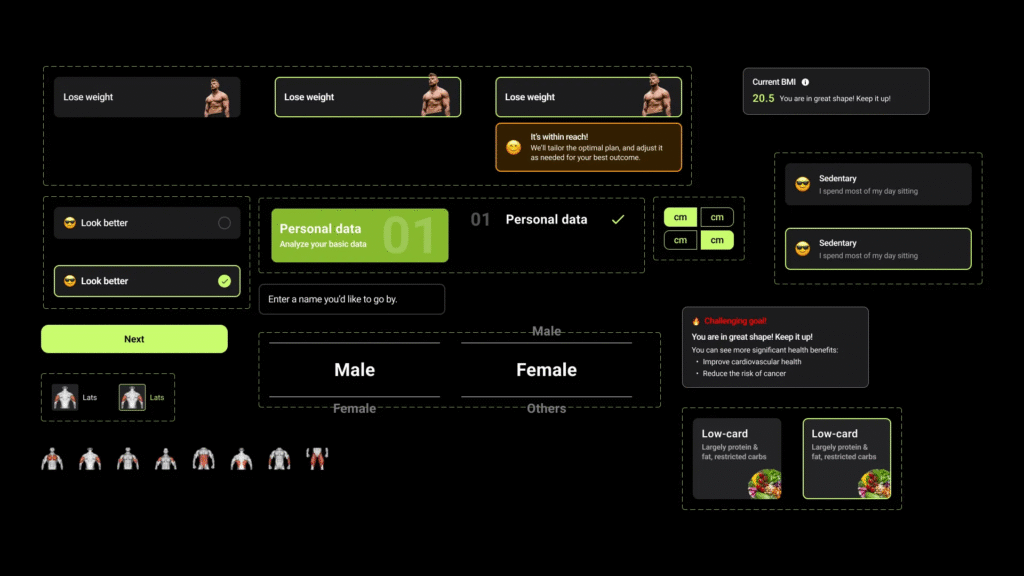 Lose weight
Lose weight
Lose weight
It's within reach!
We'll tailor the optimal plan, and adjust it
as needed for your best outcome.
Current BMI
20.5 You are in great shape! Keep it up!
Sedentary
I spend most of my day sitting
Sedentary
I spend most of my day sitting
Look better
Look better
Personal data
Analyze your basic data
01
01 Personal data
cm cm
cm cm
Enter a name you'd like to go by.
Next
Male
Female
Male
Female
Others
Lats
Lats
Challenging goal!
You are in great shape! Keep it up!
You can see more significant health benefits:
• Improve cardiovascular health
• Reduce the risk of cancer
Low-card
Largely protein &
fat, restricted carbs
Low-card
Largely protein &
fat, restricted carbs